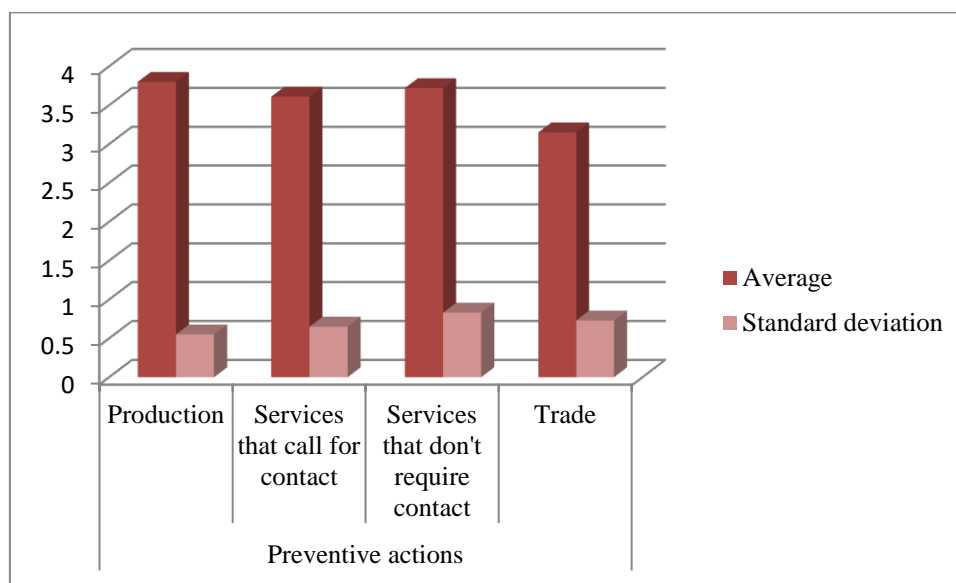 4
3.5
3
2.5
2
1.5
1
0.5
0
Production
Services
that call for
contact
Services
that don't
require
contact
Trade
Preventive actions
Average
Standard deviation